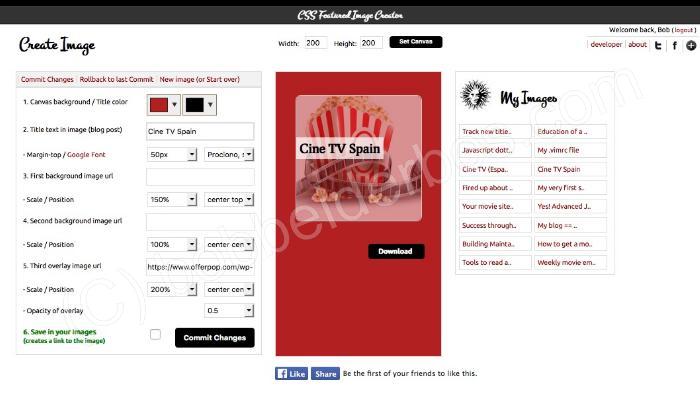 CSS Featured Image Creator
Welcome back, Bob (logout)
Create Image
Width: 200 Height: 200 Set Canvas
developer | about
Commit Changes | Rollback to last Commit | New image (or Start over)
1. Canvas background / Title color
2. Title text in image (blog post) Cine TV Spain
- Margin-top / Google Font 50px Prociono, s
3. First background image url
- Scale / Position 150% center top
4. Second background image url
- Scale / Position 100% center cen
5. Third overlay image url https://www.offerpop.com/wp-
- Scale / Position 200% center cen
- Opacity of overlay 0.5
6. Save in your Images
(creates a link to the image)
Commit Changes
Cine TV Spain
Download
Like Share Be the first of your friends to like this.
My Images
Track new title.. Education of a ..
Javascript dott.. My .vimrc file
Cine TV (Espa.. Cine TV Spain
Fired up about .. My very first s..
Your movie site.. Yes! Advanced J..
Success through.. My blog == ..
Building Mainta.. How to get a mo..
Tools to read a.. Weekly movie em..